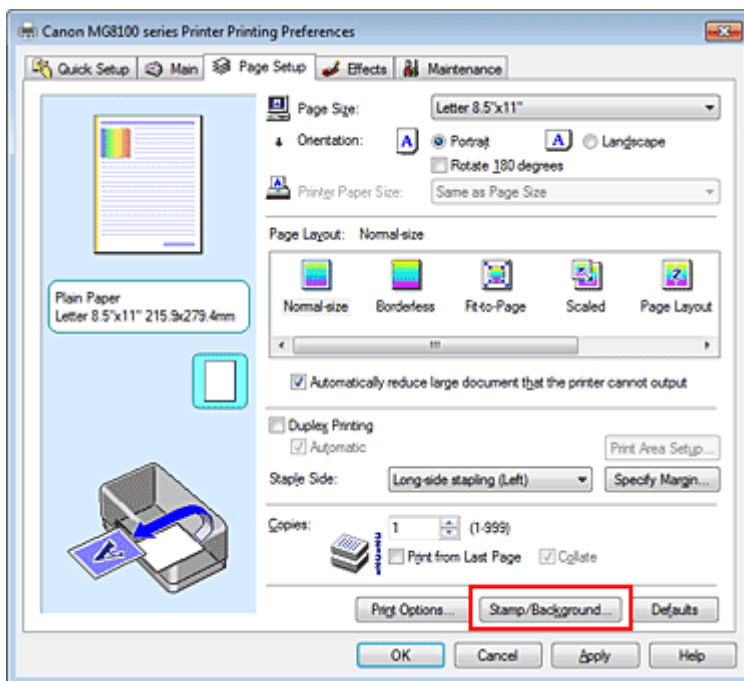 Canon MG8100 series Printer Printing Preferences
Quick Setup Main Page Setup Effects Maintenance
Page Size: Letter 8.5"x11"
Orientation: A Portrait A Landscape
Rotate 180 degrees
Printer Paper Size: Same as Page Size
Page Layout: Normal-size
Normal-size Borderless Fit-to-Page Scaled Page Layout
Plain Paper
Letter 8.5"x11" 215.9x279.4mm
Automatically reduce large document that the printer cannot output
Duplex Printing
Automatic Print Area Setup...
Staple Side: Long-side stapling (Left) Specify Margin...
Copies: 1 (1-999)
Print from Last Page Collate
Print Options... Stamp/Background... Defaults
OK Cancel Apply Help